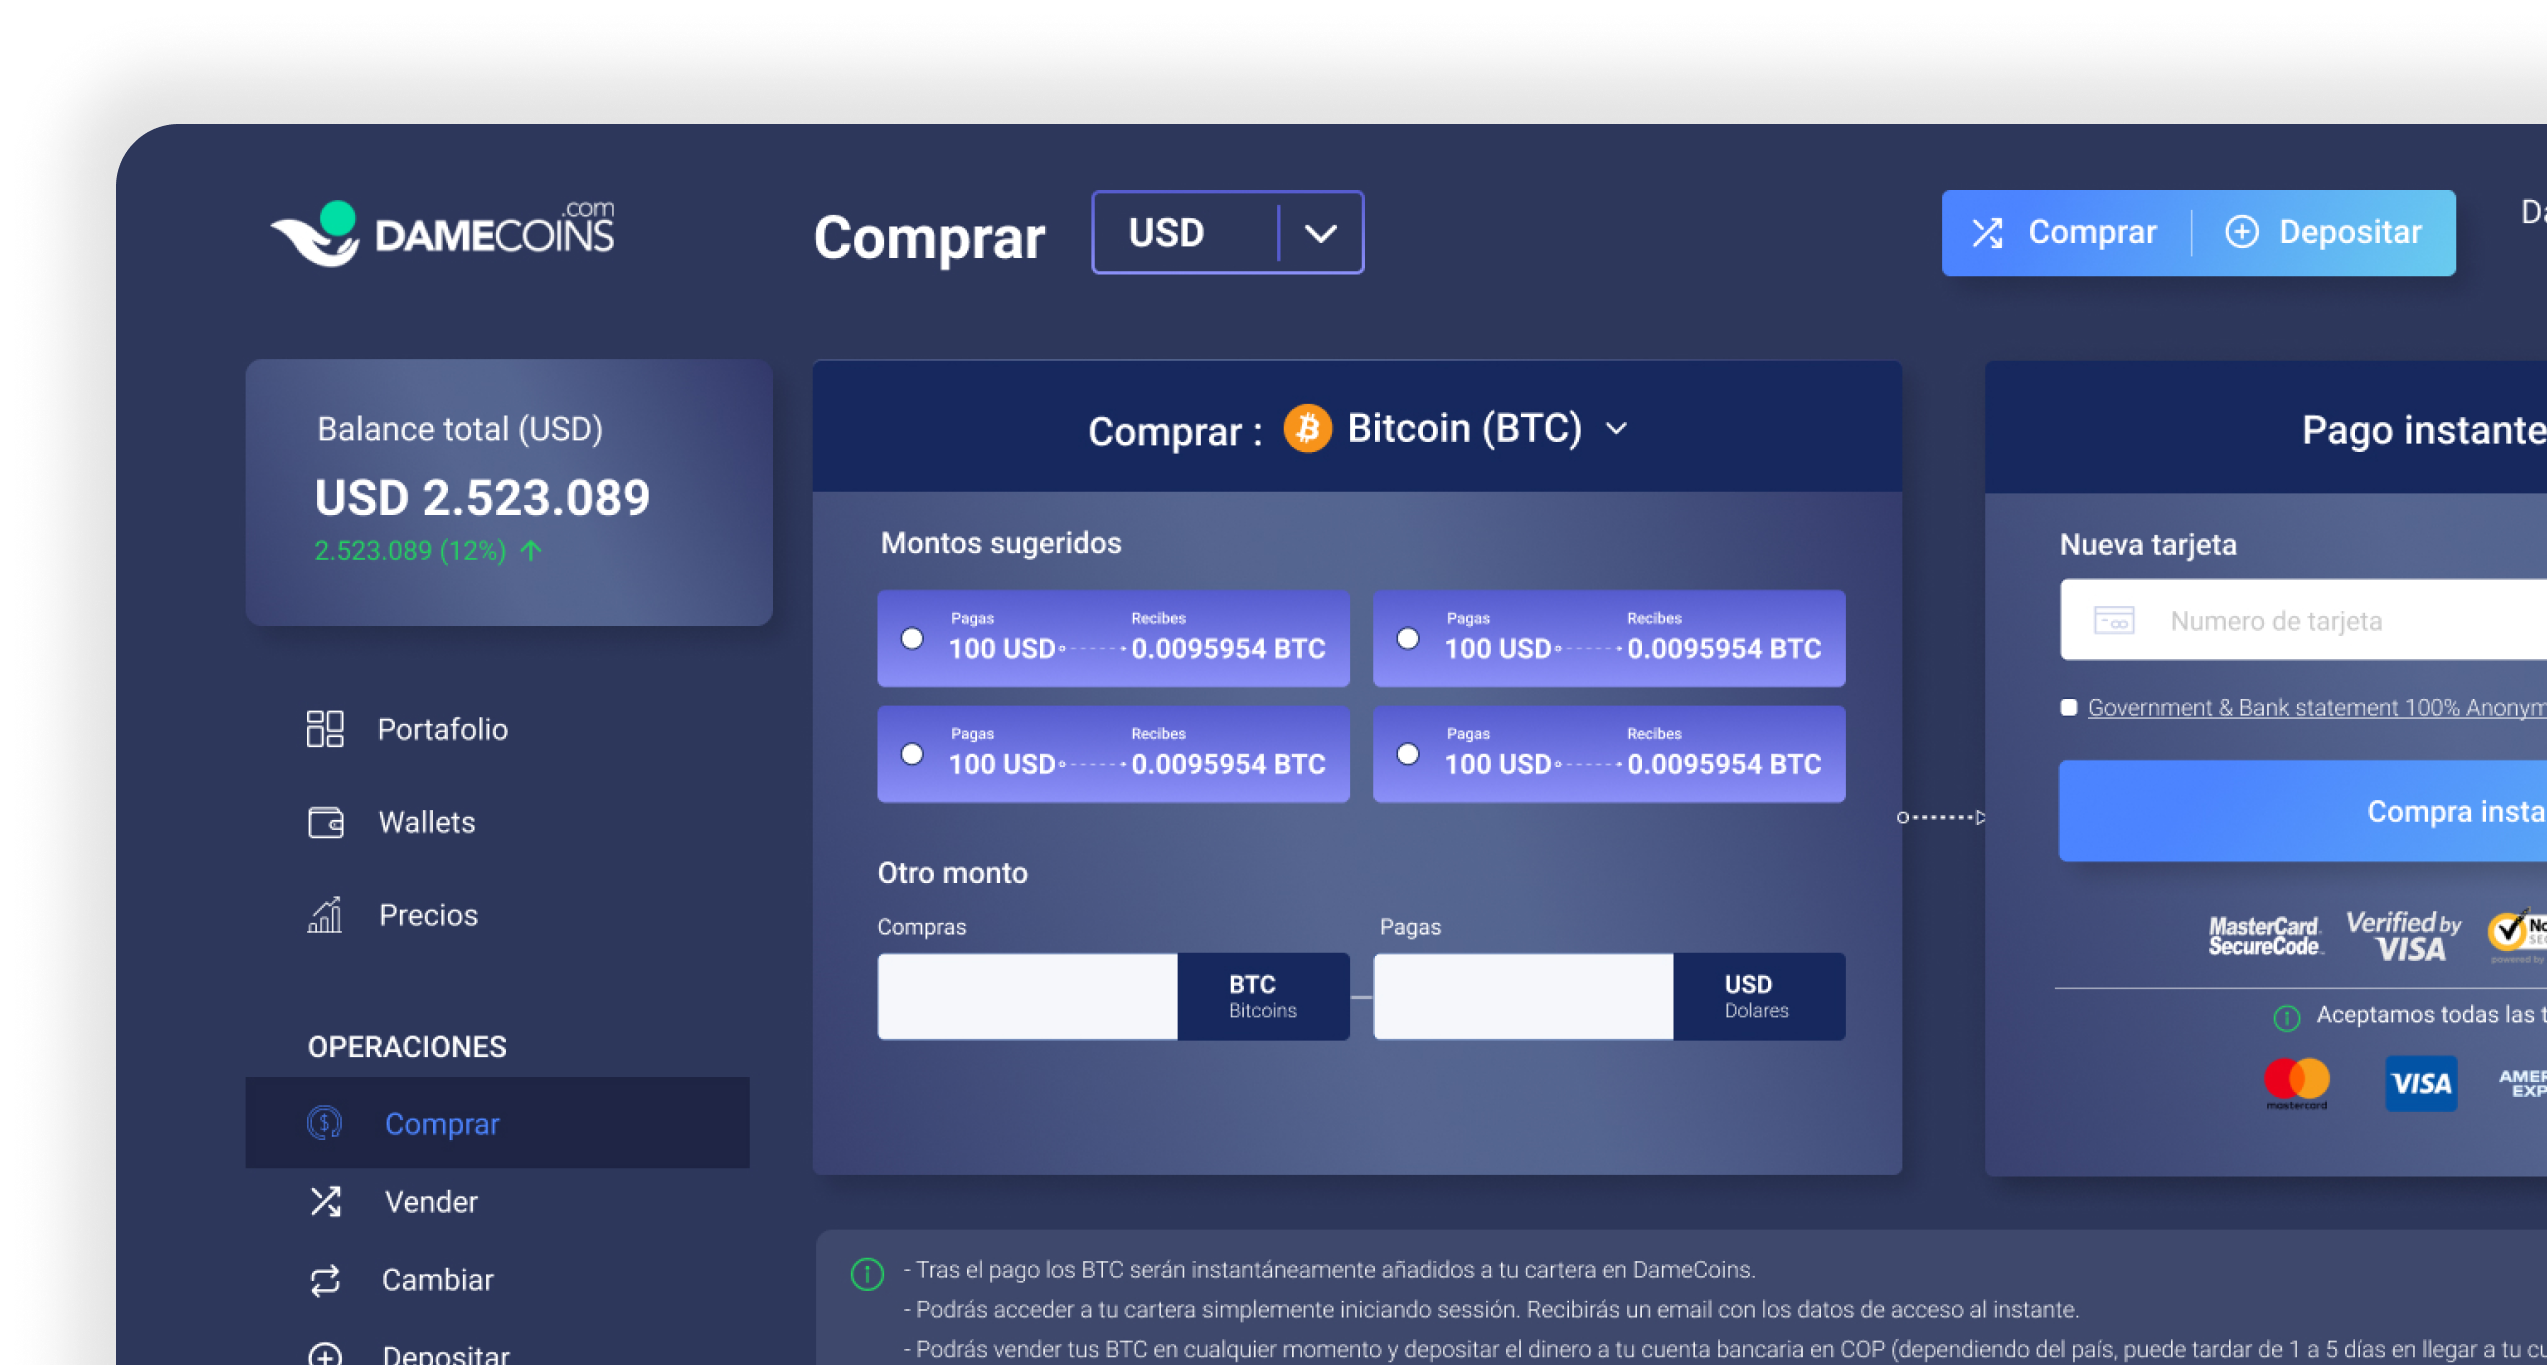 DAMECOINS.com
Comprar
USD
Comprar
Depositar
Balance total (USD)
USD 2.523.089
2.523.089 (12%)
Portafolio
Wallets
Precios
OPERACIONES
Comprar
Vender
Cambiar
Depositar
Comprar : Bitcoin (BTC)
Montos sugeridos
Pagas Recibes
100 USD 0.0095954 BTC
Pagas Recibes
100 USD 0.0095954 BTC
Pagas Recibes
100 USD 0.0095954 BTC
Pagas Recibes
100 USD 0.0095954 BTC
Otro monto
Compras
BTC
Bitcoins
Pagas
USD
Dolares
Pago instante
Nueva tarjeta
Numero de tarjeta
Government & Bank statement 100% Anonym
Compra insta
MasterCard.
SecureCode
Verified by
VISA
No
SEC
powered by
Aceptamos todas las t
mastercard
VISA
AMER
EXP
- Tras el pago los BTC serán instantáneamente añadidos a tu cartera en DameCoins.
- Podrás acceder a tu cartera simplemente iniciando sessión. Recibirás un email con los datos de acceso al instante.
- Podrás vender tus BTC en cualquier momento y depositar el dinero a tu cuenta bancaria en COP (dependiendo del país, puede tardar de 1 a 5 días en llegar a tu cu